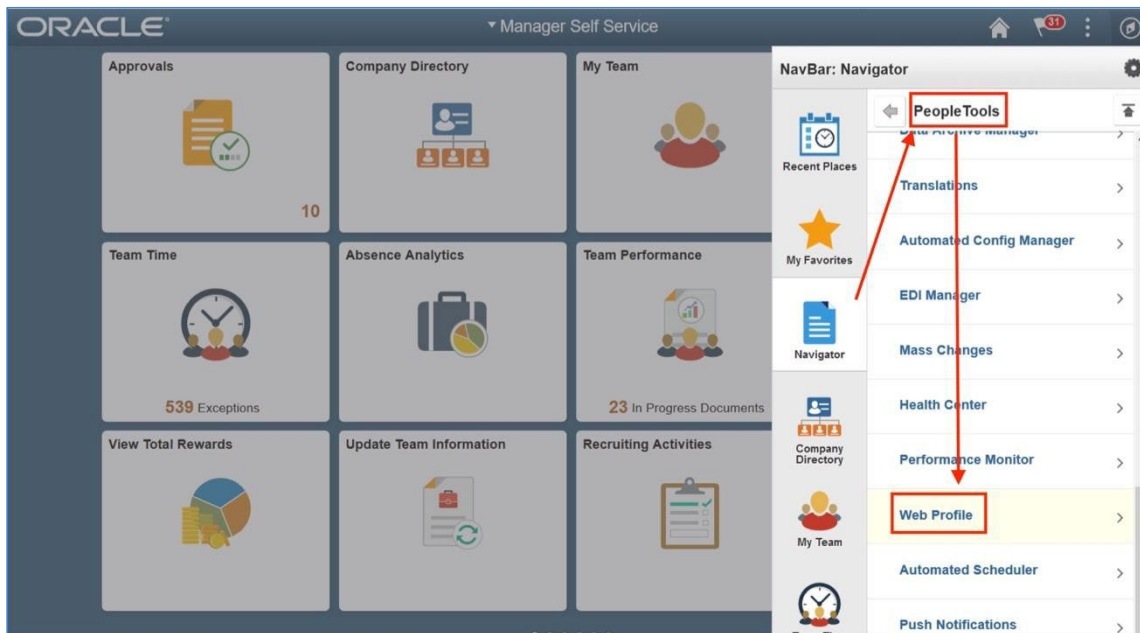 ORACLE
Manager Self Service
31
Approvals
10
Company Directory
My Team
Team Time
539 Exceptions
Absence Analytics
Team Performance
23 In Progress Documents
View Total Rewards
Update Team Information
Recruiting Activities
NavBar: Navigator
Recent Places
My Favorites
Navigator
Company
Directory
My Team
PeopleTools
Data Archive Manager
Translations
Automated Config Manager
EDI Manager
Mass Changes
Health Center
Performance Monitor
Web Profile
Automated Scheduler
Push Notifications